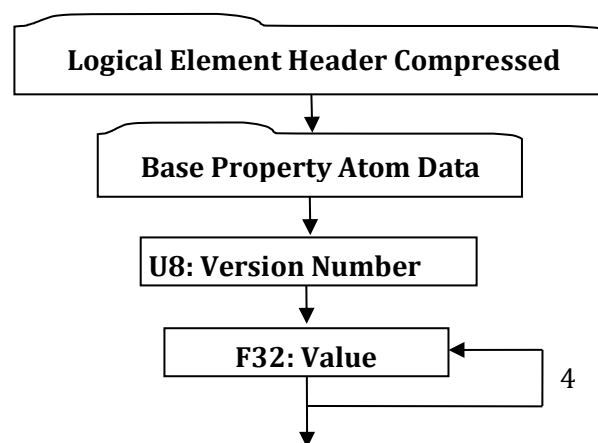 Logical Element Header Compressed
Base Property Atom Data
U8: Version Number
F32: Value
4